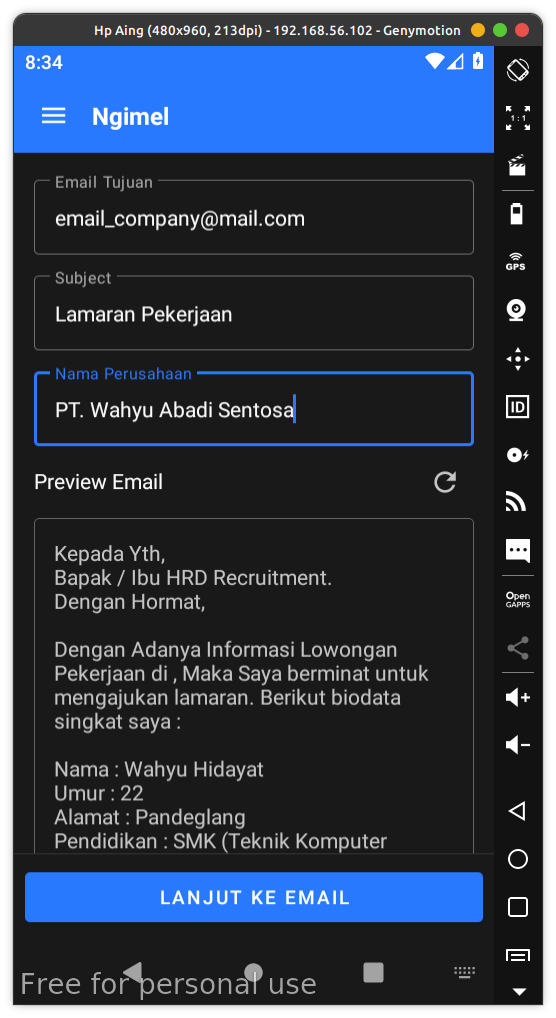 Hp Aing (480x960, 213dpi) - 192.168.56.102 - Genymotion
8:34
Ngimel
Email Tujuan
email_company@mail.com
Subject
Lamaran Pekerjaan
Nama Perusahaan
PT. Wahyu Abadi Sentosa
Preview Email
Kepada Yth,
Bapak / Ibu HRD Recruitment.
Dengan Hormat,
Dengan Adanya Informasi Lowongan
Pekerjaan di , Maka Saya berminat untuk
mengajukan lamaran. Berikut biodata
singkat saya :
Nama : Wahyu Hidayat
Umur : 22
Alamat : Pandeglang
Pendidikan : SMK (Teknik Komputer
LANJUT KE EMAIL
Free for personal use
1:1
GPS
ID
Open
GAPPS